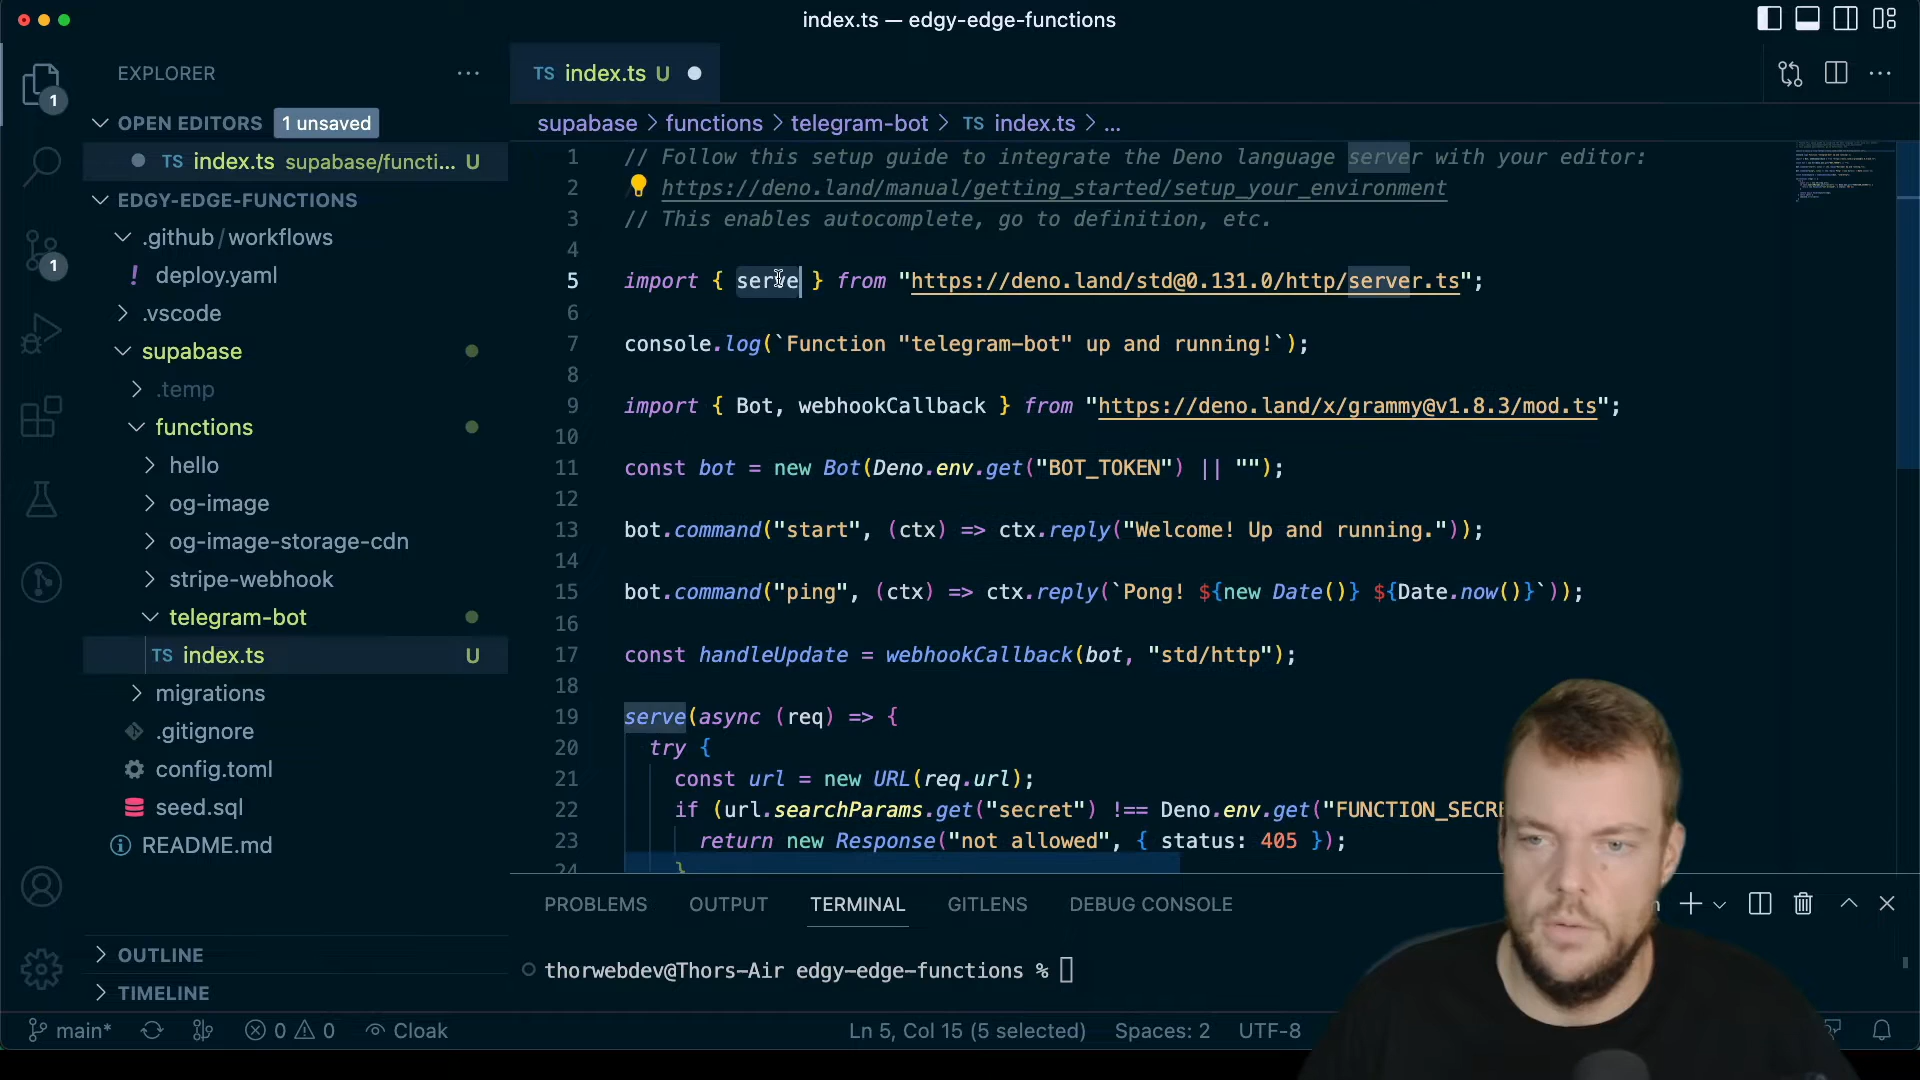 index.ts — edgy-edge-functions
EXPLORER
1
OPEN EDITORS 1 unsaved
TS index.ts supabase/functi... U
EDGY-EDGE-FUNCTIONS
.github/workflows
1
! deploy.yaml
.vscode
supabase
.temp
functions
hello
og-image
og-image-storage-cdn
stripe-webhook
telegram-bot
TS index.ts U
migrations
.gitignore
config.toml
seed.sql
README.md
OUTLINE
TIMELINE
TS index.ts U
supabase > functions > telegram-bot > TS index.ts > ...
1 // Follow this setup guide to integrate the Deno language server with your editor:
2 https://deno.land/manual/getting_started/setup_your_environment
3 // This enables autocomplete, go to definition, etc.
4
5 import { serve } from "https://deno.land/std@0.131.0/http/server.ts";
6
7 console.log(`Function "telegram-bot" up and running!`);
8
9 import { Bot, webhookCallback } from "https://deno.land/x/grammy@v1.8.3/mod.ts";
10
11 const bot = new Bot(Deno.env.get("BOT_TOKEN") || "");
12
13 bot.command("start", (ctx) => ctx.reply("Welcome! Up and running."));
14
15 bot.command("ping", (ctx) => ctx.reply(`Pong! ${new Date()} ${Date.now()}`));
16
17 const handleUpdate = webhookCallback(bot, "std/http");
18
19 serve(async (req) => {
20 try {
21 const url = new URL(req.url);
22 if (url.searchParams.get("secret") !== Deno.env.get("FUNCTION_SECRE
23 return new Response("not allowed", { status: 405 });
24 }
PROBLEMS OUTPUT TERMINAL GITLENS DEBUG CONSOLE
thorwebdev@Thors-Air edgy-edge-functions %
main* 0 0 Cloak Ln 5, Col 15 (5 selected) Spaces: 2 UTF-8